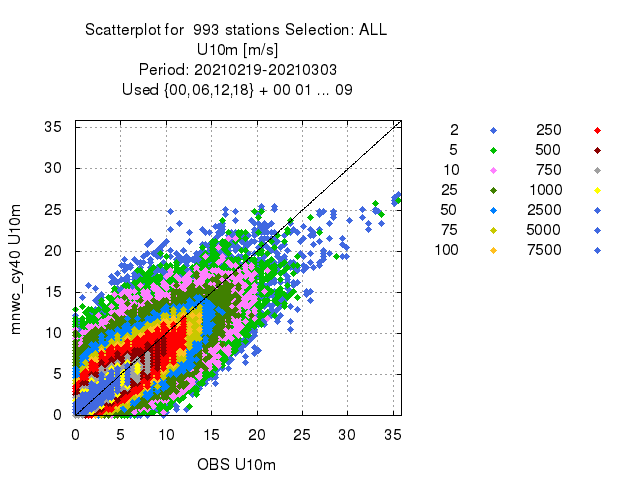 Scatterplot for 993 stations Selection: ALL
U10m [m/s]
Period: 20210219-20210303
Used {00,06,12,18} + 00 01 ... 09
mnwc_cy40 U10m
35
30
25
20
15
10
5
0
0 5 10 15 20 25 30 35
OBS U10m
2 250
5 500
10 750
25 1000
50 2500
75 5000
100 7500